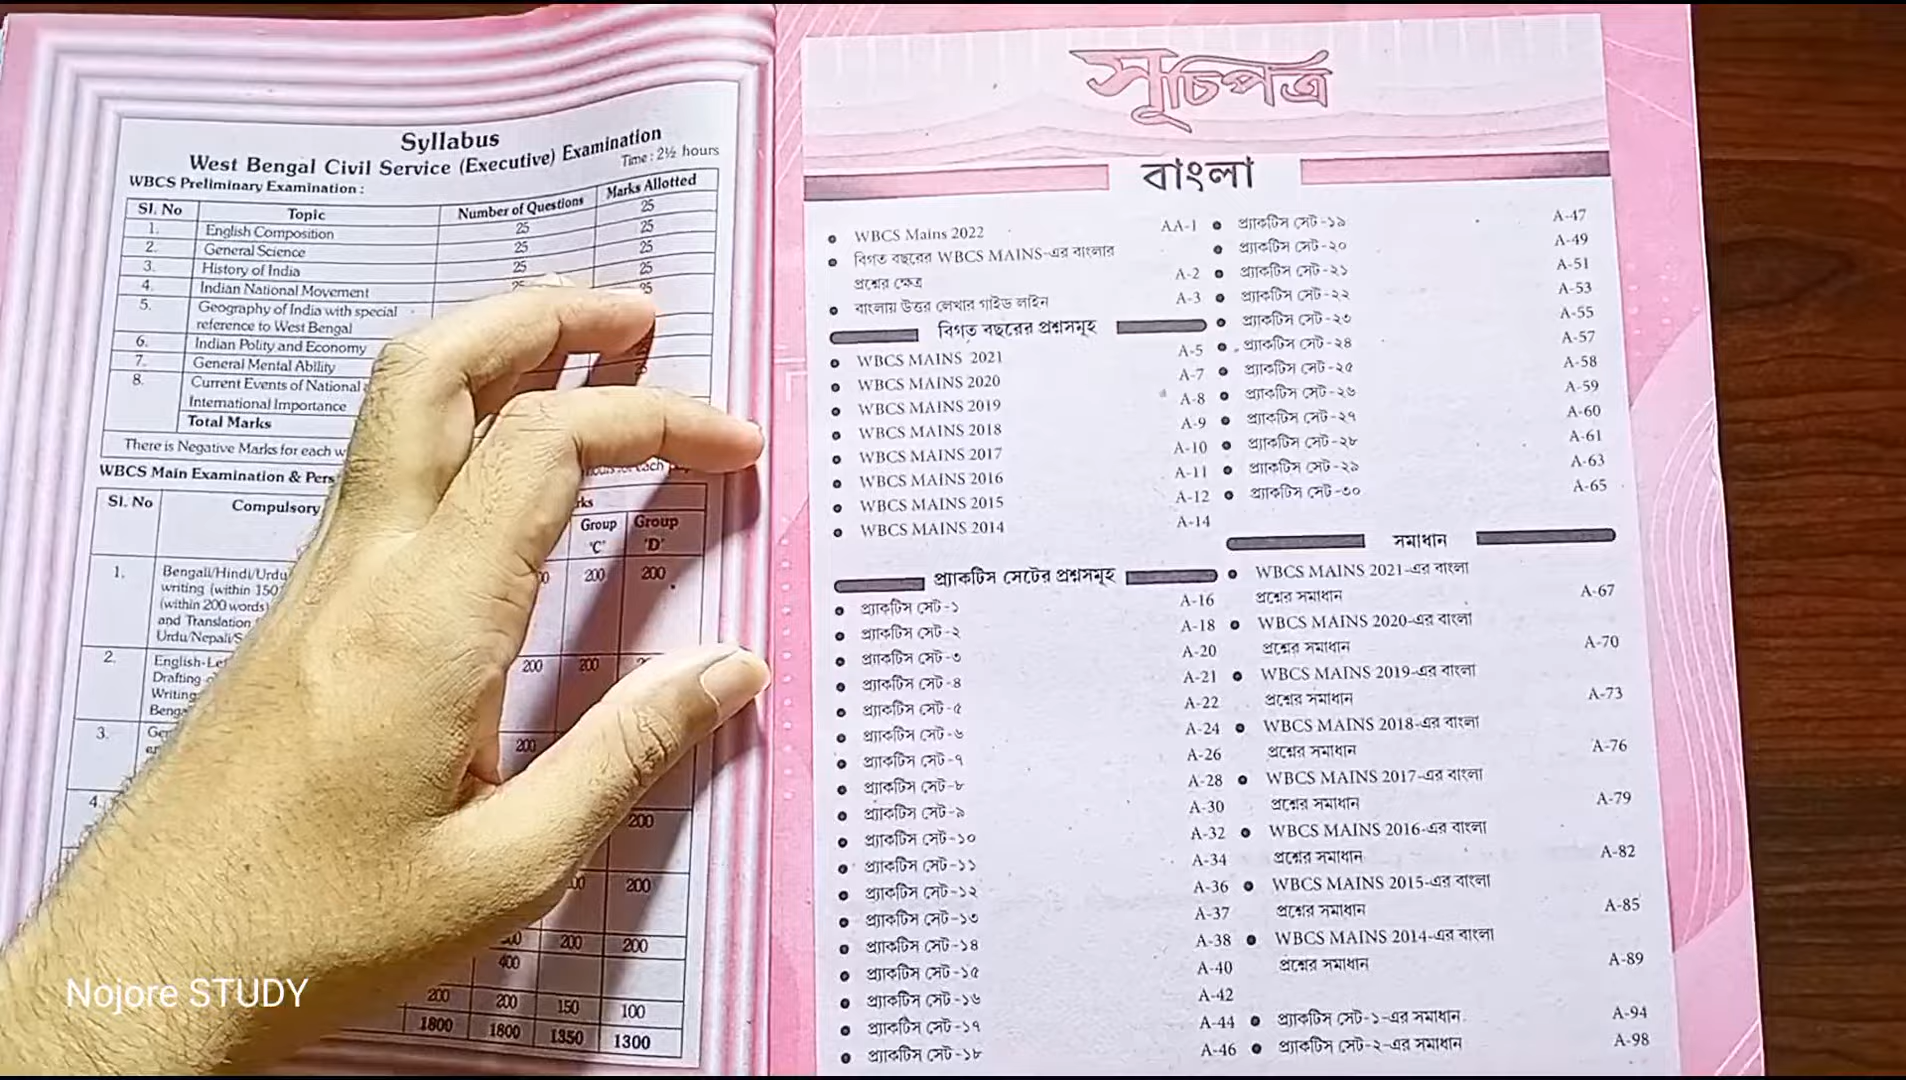 Syllabus
West Bengal Civil Service (Executive) Examination
Time : 2½ hours
WBCS Preliminary Examination :
Sl. No Topic Number of Questions Marks Allotted
1. English Composition 25 25
2. General Science 25 25
3. History of India 25 25
4. Indian National Movement 25 25
5. Geography of India with special
reference to West Bengal
6. Indian Polity and Economy
7. General Mental Ability
8. Current Events of National
International Importance
Total Marks
There is Negative Marks for each
WBCS Main Examination &
Sl. No Compulsory
Group Group
'C' 'D'
1. Bengali/Hindi/Urdu 200 200
writing (within 150
(within 200 words)
and Translation
Urdu/Nepali/
2. 200 200
Drafting
Writing
3. 200
4.
200
200
200 200
400
200 200 150 100
1800 1800 1350 1300
Nojore STUDY
সূচিপত্র
বাংলা
WBCS Mains 2022 AA-1
বিগত বছরের WBCS MAINS-এর বাংলার
প্রশ্নের ক্ষেত্র A-2
বাংলায় উত্তর লেখার গাইড লাইন A-3
বিগত বছরের প্রশ্নসমূহ
WBCS MAINS 2021 A-5
WBCS MAINS 2020 A-7
WBCS MAINS 2019 A-8
WBCS MAINS 2018 A-9
WBCS MAINS 2017 A-10
WBCS MAINS 2016 A-11
WBCS MAINS 2015 A-12
WBCS MAINS 2014 A-14
প্র্যাকটিস সেটের প্রশ্নসমূহ
প্র্যাকটিস সেট-১ A-16
প্র্যাকটিস সেট-২ A-18
প্র্যাকটিস সেট-৩ A-20
প্র্যাকটিস সেট-৪ A-21
প্র্যাকটিস সেট-৫ A-22
প্র্যাকটিস সেট-৬ A-24
প্র্যাকটিস সেট-৭ A-26
প্র্যাকটিস সেট-৮ A-28
প্র্যাকটিস সেট-৯ A-30
প্র্যাকটিস সেট-১০ A-32
প্র্যাকটিস সেট-১১ A-34
প্র্যাকটিস সেট-১২ A-36
প্র্যাকটিস সেট-১৩ A-37
প্র্যাকটিস সেট-১৪ A-38
প্র্যাকটিস সেট-১৫ A-40
প্র্যাকটিস সেট-১৬ A-42
প্র্যাকটিস সেট-১৭ A-44
প্র্যাকটিস সেট-১৮ A-46
প্র্যাকটিস সেট-১৯ A-47
প্র্যাকটিস সেট-২০ A-49
প্র্যাকটিস সেট-২১ A-51
প্র্যাকটিস সেট-২২ A-53
প্র্যাকটিস সেট-২৩ A-55
প্র্যাকটিস সেট-২৪ A-57
প্র্যাকটিস সেট-২৫ A-58
প্র্যাকটিস সেট-২৬ A-59
প্র্যাকটিস সেট-২৭ A-60
প্র্যাকটিস সেট-২৮ A-61
প্র্যাকটিস সেট-২৯ A-63
প্র্যাকটিস সেট-৩০ A-65
সমাধান
WBCS MAINS 2021-এর বাংলা
প্রশ্নের সমাধান A-67
WBCS MAINS 2020-এর বাংলা
প্রশ্নের সমাধান A-70
WBCS MAINS 2019-এর বাংলা
প্রশ্নের সমাধান A-73
WBCS MAINS 2018-এর বাংলা
প্রশ্নের সমাধান A-76
WBCS MAINS 2017-এর বাংলা
প্রশ্নের সমাধান A-79
WBCS MAINS 2016-এর বাংলা
প্রশ্নের সমাধান A-82
WBCS MAINS 2015-এর বাংলা
প্রশ্নের সমাধান A-85
WBCS MAINS 2014-এর বাংলা
প্রশ্নের সমাধান A-89
প্র্যাকটিস সেট-১-এর সমাধান A-94
প্র্যাকটিস সেট-২-এর সমাধান A-98